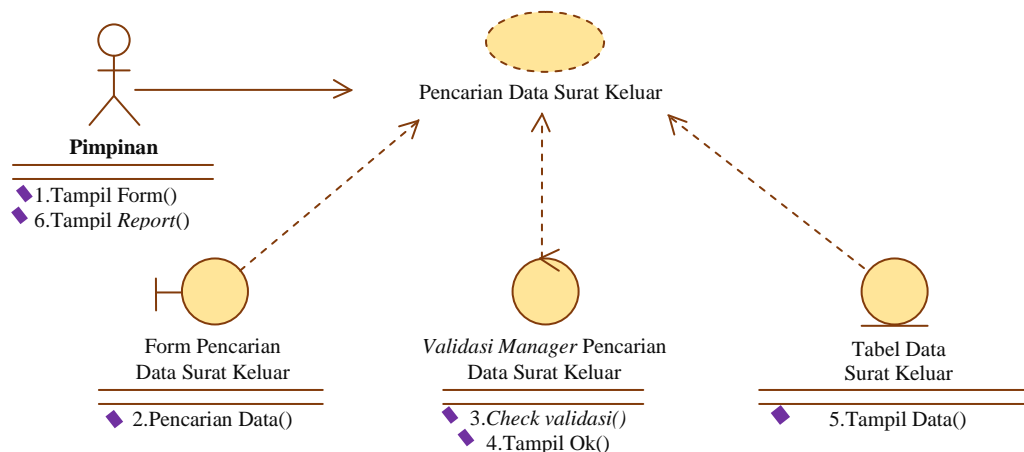 Pencarian Data Surat Keluar
Pimpinan
1.Tampil Form()
6.Tampil Report()
Form Pencarian
Data Surat Keluar
2.Pencarian Data()
Validasi Manager Pencarian
Data Surat Keluar
3.Check validasi()
4.Tampil Ok()
Tabel Data
Surat Keluar
5.Tampil Data()